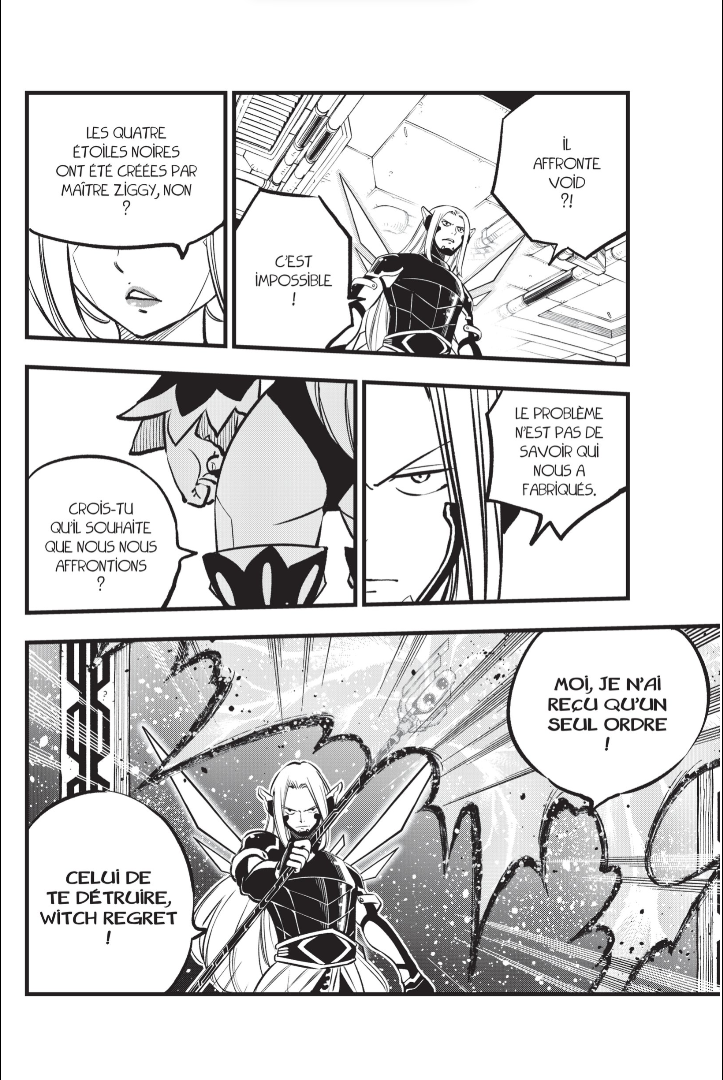 IL
AFFRONTE
VOID
?!
C'EST
IMPOSSIBLE
!
LES QUATRE
ÉTOILES NOIRES
ONT ÉTÉ CRÉÉES PAR
MAÎTRE ZIGGY, NON
?
LE PROBLÈME
N'EST PAS DE
SAVOIR QUI
NOUS A
FABRIQUÉS.
CROIS-TU
QU'IL SOUHAITE
QUE NOUS NOUS
AFFRONTIONS
?
MOI, JE N'AI
REÇU QU'UN
SEUL ORDRE
!
?
CELUI DE
TE DÉTRUIRE,
WITCH REGRET
!